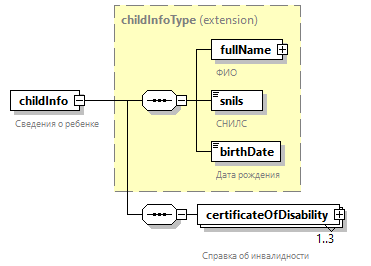 childInfoType (extension)
fullName
ФИО
childInfo
Сведения о ребенке
snils
СНИЛС
birthDate
Дата рождения
certificateOfDisability
1..3
Справка об инвалидности